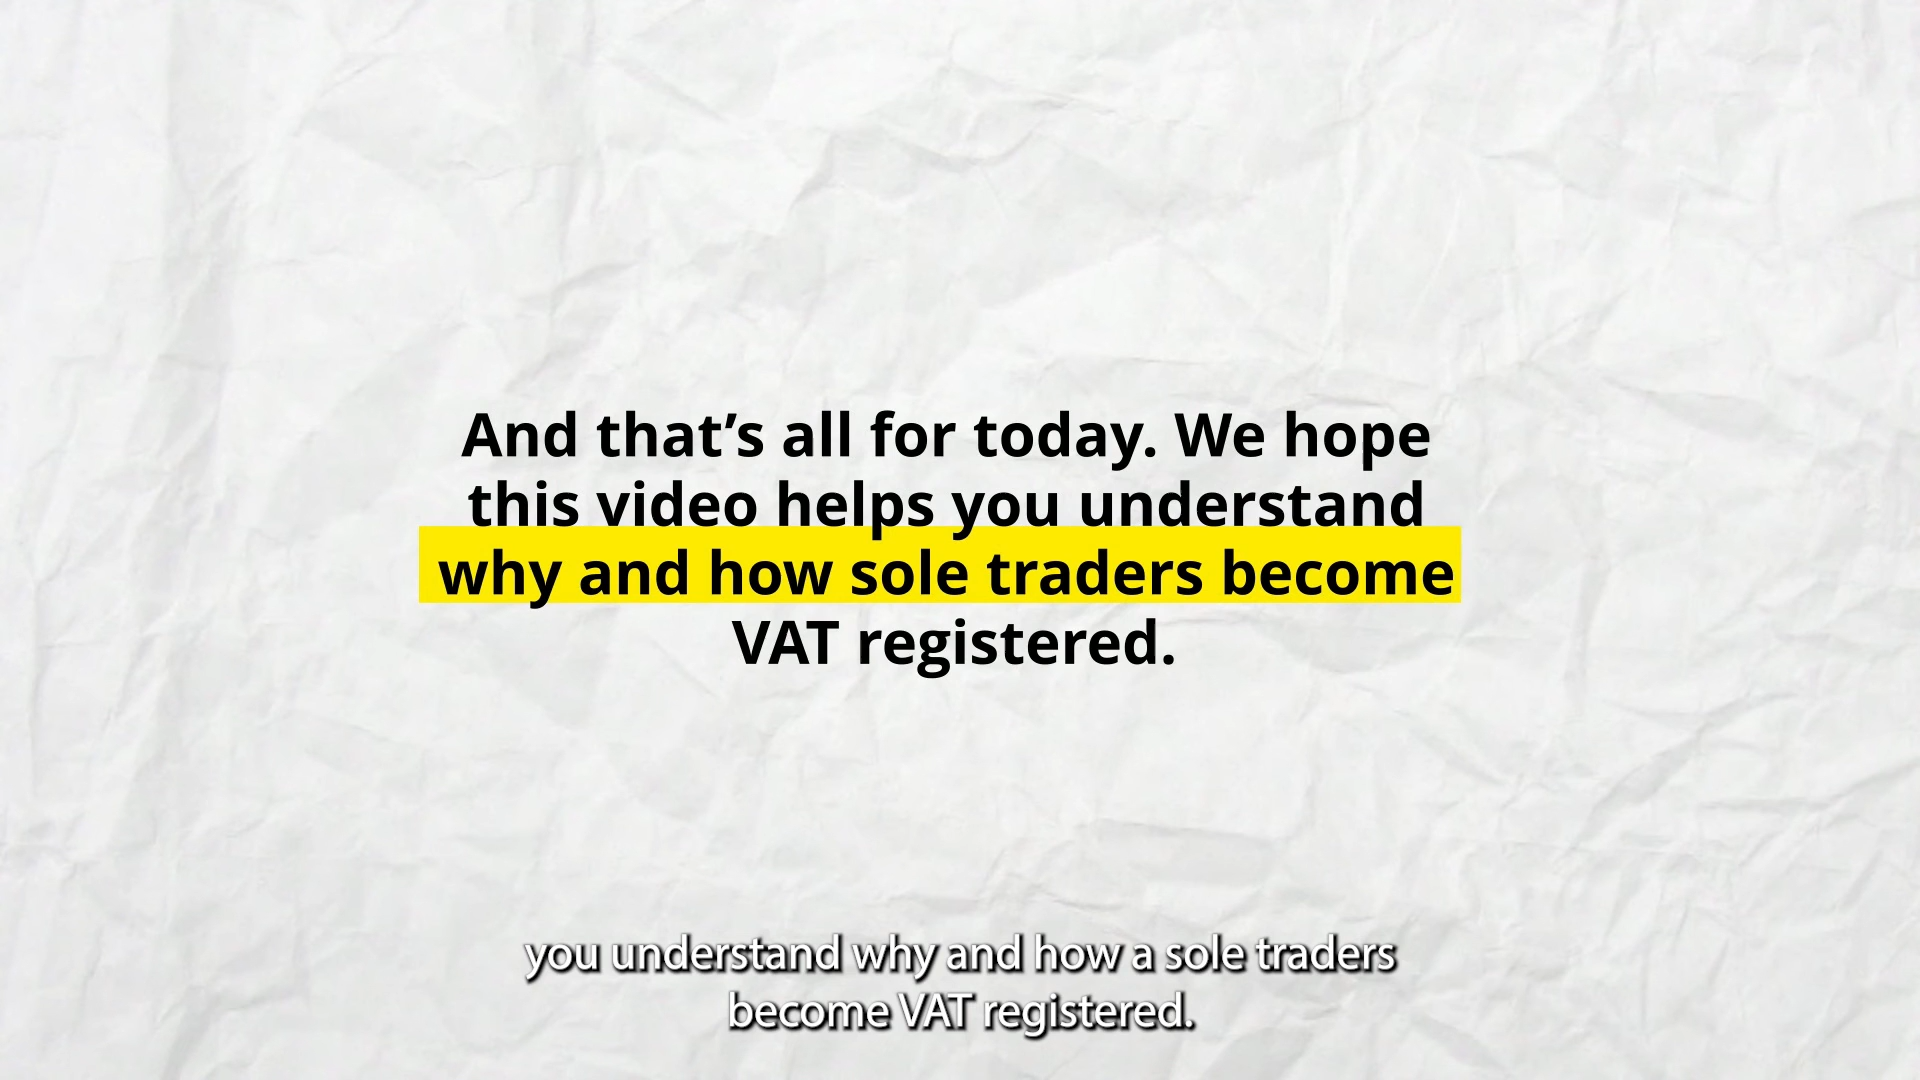 And that’s all for today. We hope
this video helps you understand
why and how sole traders become
VAT registered.
you understand why and how a sole traders
become VAT registered.